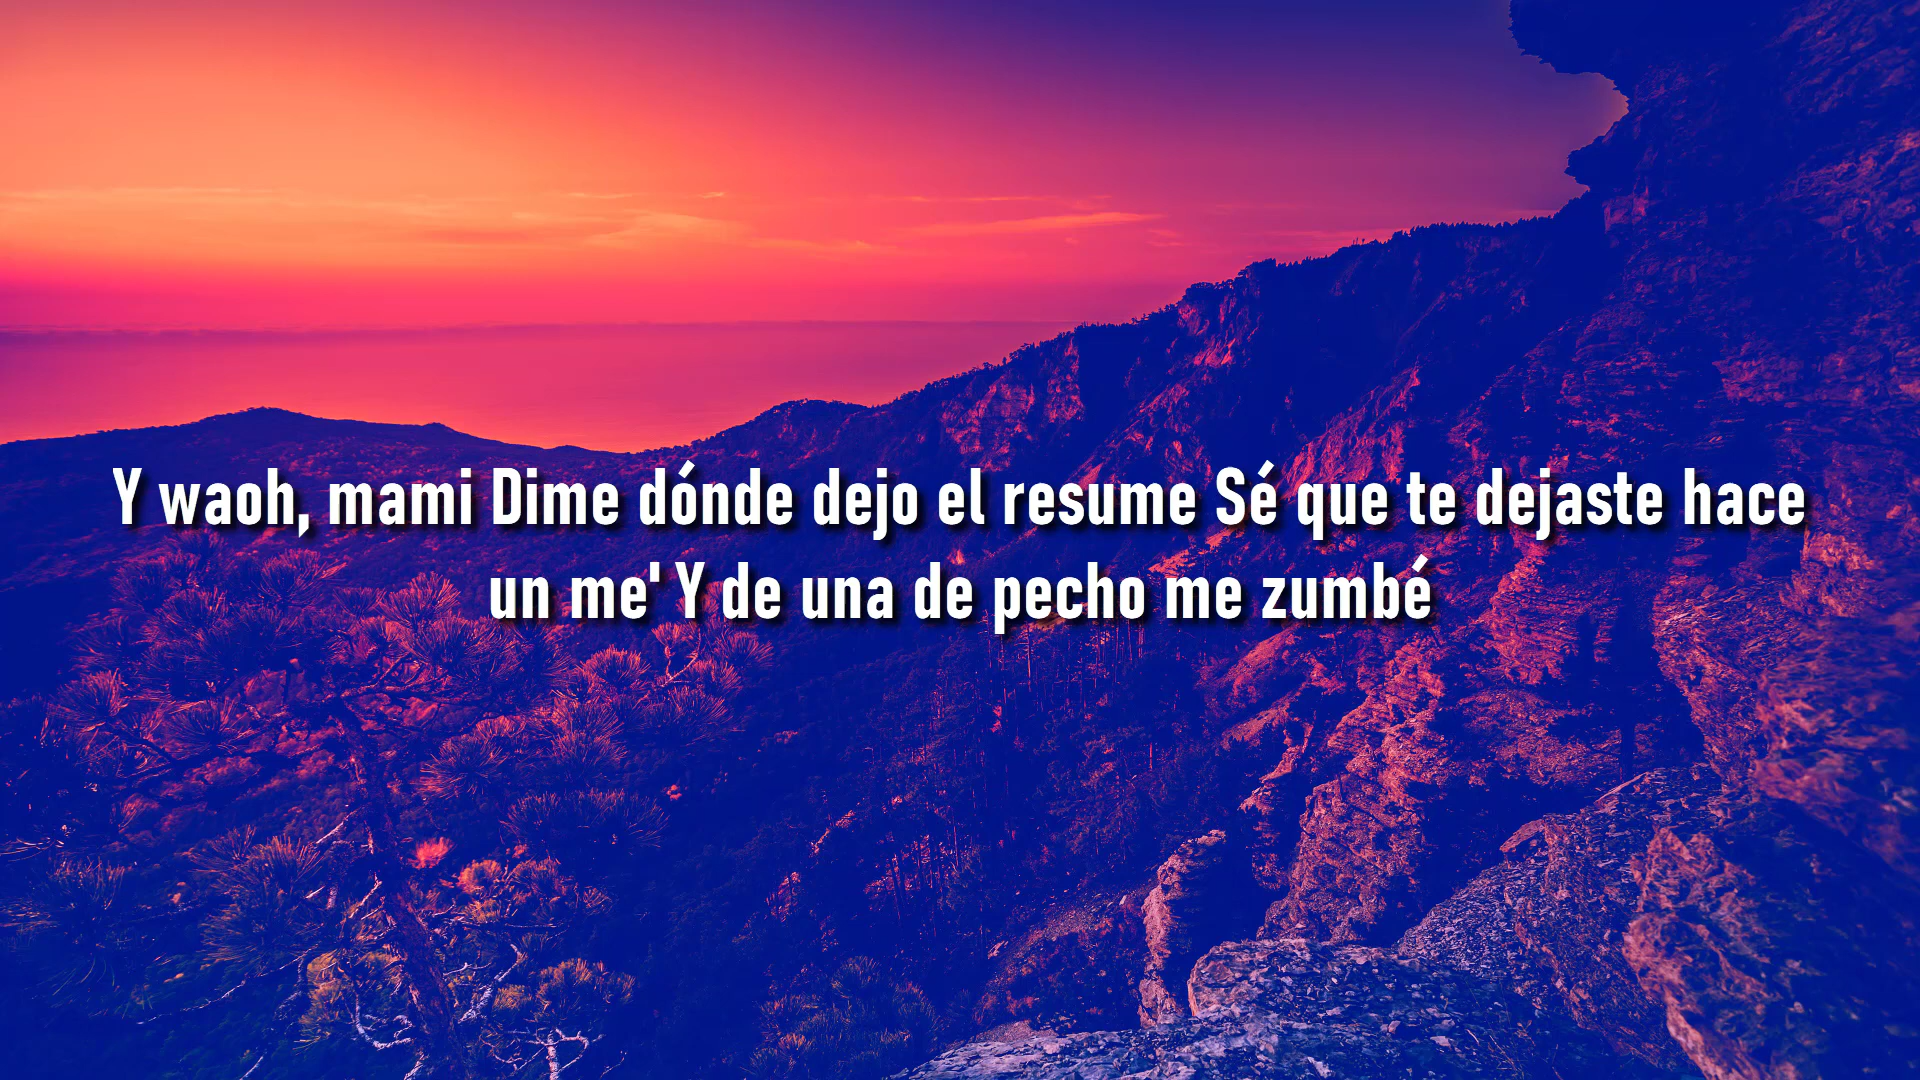 Y waoh, mami Dime dónde dejo el resume Sé que te dejaste hace
un me' Y de una de pecho me zumbé